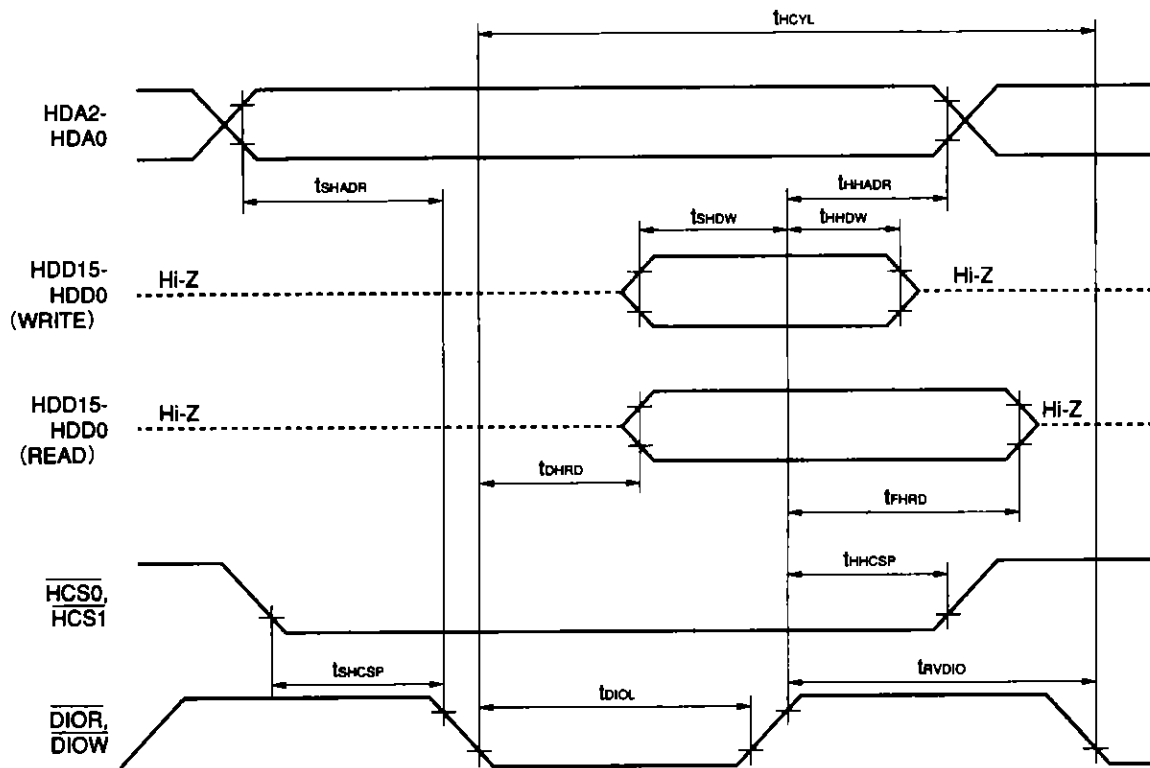 tHCYL
HDA2-
HDA0
tSHADR
tHHADR
tSHDW
tHHDW
HDD15-
HDD0
(WRITE)
Hi-Z
Hi-Z
HDD15-
HDD0
(READ)
Hi-Z
Hi-Z
tDHRD
tFHRD
tHHCSP
HCS0,
HCS1
tSHCSP
tRVDIO
tDIOL
DIOR,
DIOW